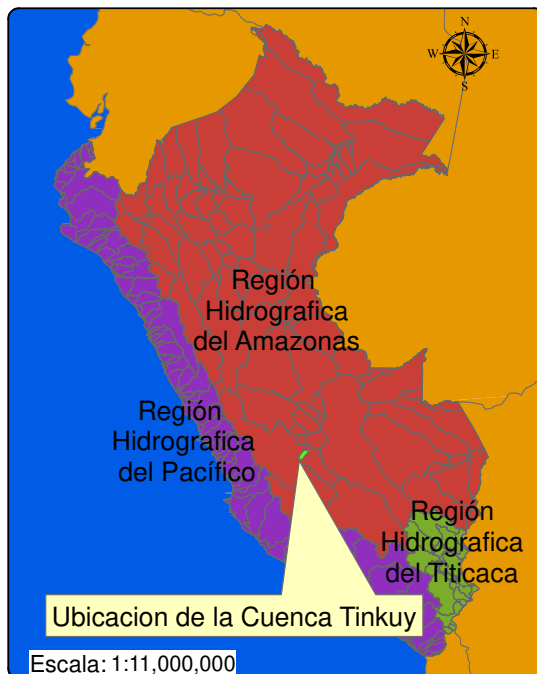 N
W E
S
Región
Hidrografica
del Amazonas
Región
Hidrografica
del Pacífico
Región
Hidrografica
del Titicaca
Ubicacion de la Cuenca Tinkuy
Escala: 1:11,000,000